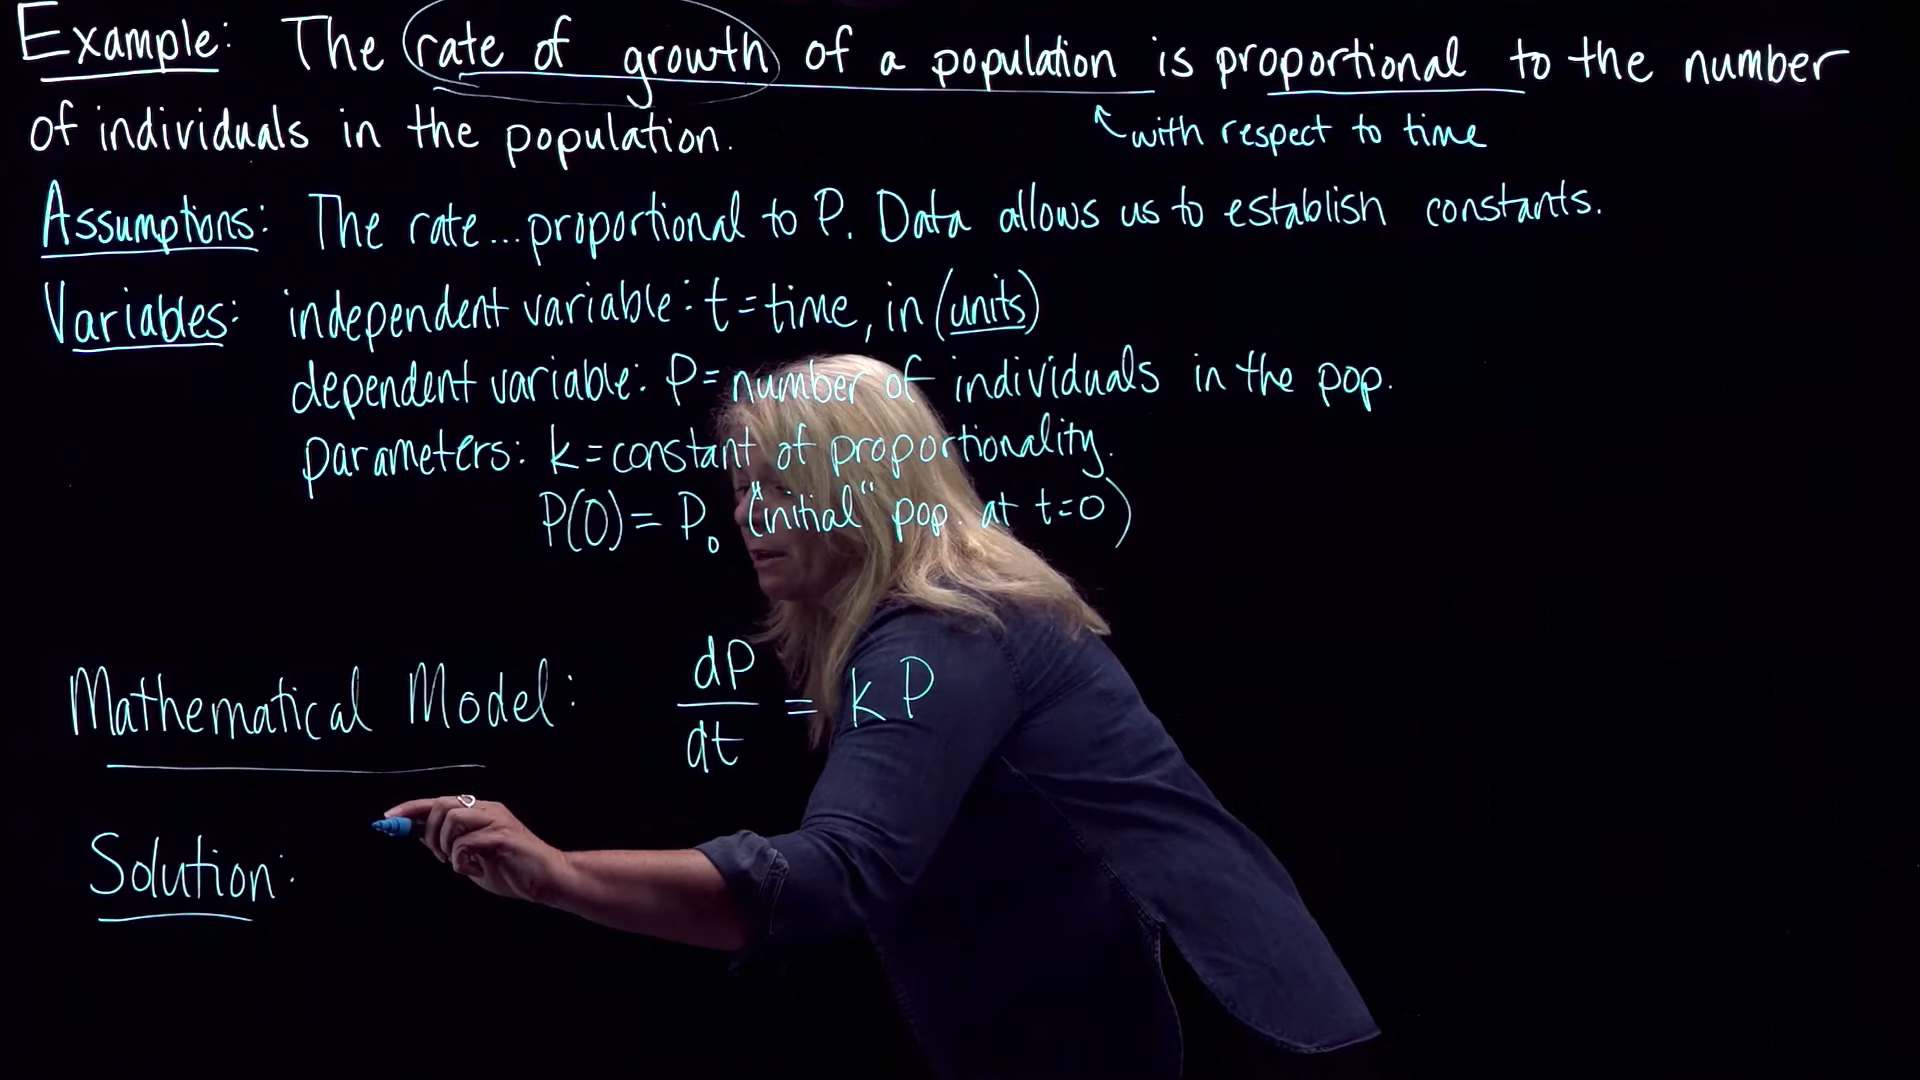 Example: The rate of growth of a population is proportional to the number
of individuals in the population.
↖with respect to time
Assumptions: The rate...proportional to P. Data allows us to establish constants.
Variables: independent variable: t=time, in (units)
dependent variable: P=number of individuals in the pop.
parameters: k=constant of proportionality.
P(0)= P₀ ("initial" pop. at t=0)
Mathematical Model: dP/dt = kP
Solution: